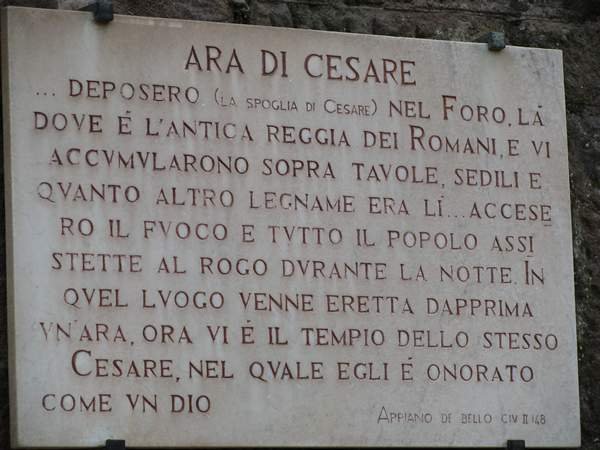 ARA DI CESARE
... DEPOSERO (LA SPOGLIA DI CESARE) NEL FORO, LÁ
DOVE É L'ANTICA REGGIA DEI ROMANI, E VI
ACCVMVLARONO SOPRA TAVOLE, SEDILI E
QVANTO ALTRO LEGNAME ERA LÍ... ACCESE
RO IL FVOCO E TVTTO IL POPOLO ASSI
STETTE AL ROGO DVRANTE LA NOTTE. IN
QVEL LVOGO VENNE ERETTA DAPPRIMA
VN'ARA, ORA VI É IL TEMPIO DELLO STESSO
CESARE, NEL QVALE EGLI É ONORATO
COME VN DIO
APPIANO DE BELLO CIV II 148